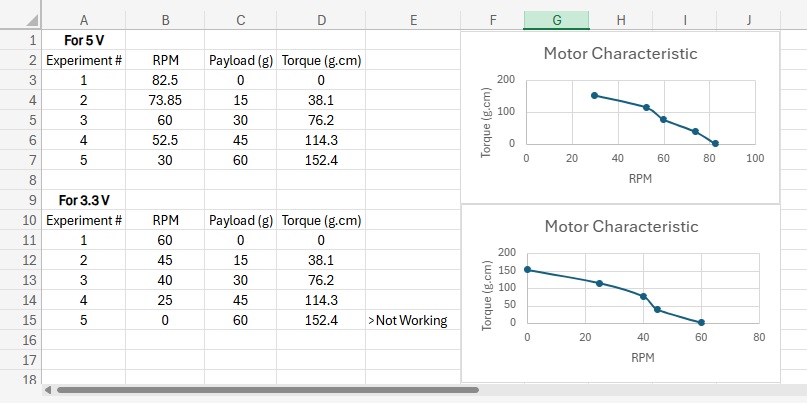 A B C D E F G H I J
1 For 5 V
2 Experiment # RPM Payload (g) Torque (g.cm)
3 1 82.5 0 0
4 2 73.85 15 38.1
5 3 60 30 76.2
6 4 52.5 45 114.3
7 5 30 60 152.4
8
9 For 3.3 V
10 Experiment # RPM Payload (g) Torque (g.cm)
11 1 60 0 0
12 2 45 15 38.1
13 3 40 30 76.2
14 4 25 45 114.3
15 5 0 60 152.4 >Not Working
16
17
18
Motor Characteristic
Torque (g.cm)
200
100
0
0 20 40 60 80 100
RPM
Motor Characteristic
Torque (g.cm)
200
150
100
50
0
0 20 40 60 80
RPM